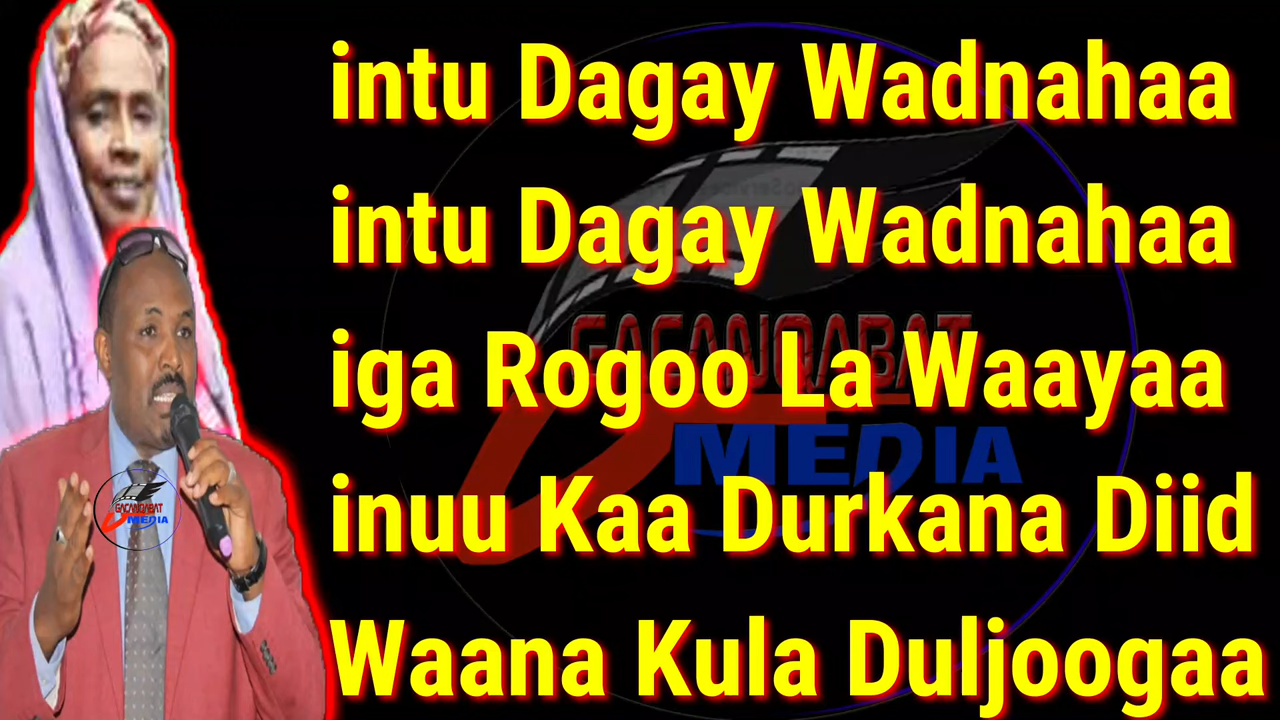 intu Dagay Wadnahaa
intu Dagay Wadnahaa
iga Rogoo La Waayaa
inuu Kaa Durkana Diid
Waana Kula Duljoogaa
GACANQABAT
MEDIA
GACANQABAT
MEDIA